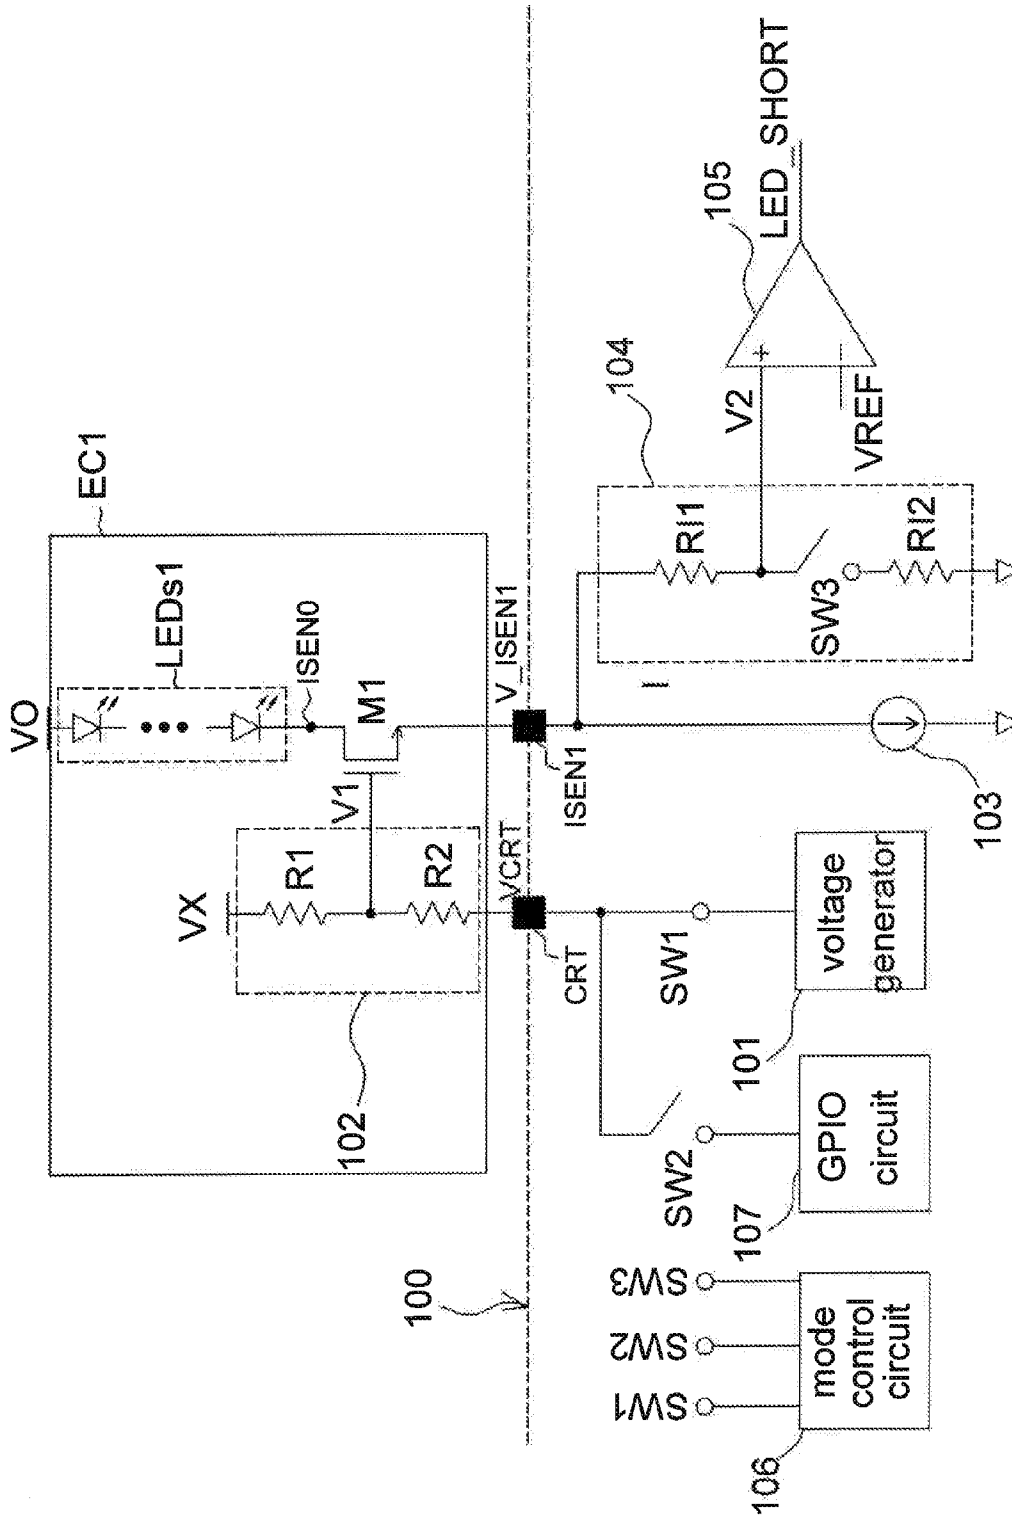 VO
EC1
LEDs1
ISEN0
VX
R1
V1
M1
R2
102
VCRT
V_ISEN1
100
CRT
ISEN1
104
I
RI1
V2
105
LED_SHORT
SW3
VREF
RI2
SW3
SW2
SW1
SW2
SW1
106
mode
control
circuit
107
GPIO
circuit
101
voltage
generator
103